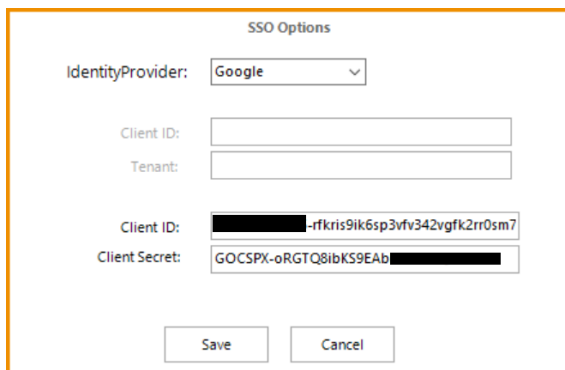 SSO Options
IdentityProvider: Google
Client ID:
Tenant:
Client ID: -rfkris9ik6sp3vfv342vgfk2rr0sm7
Client Secret: GOCSPX-oRGTQ8ibKS9EAb
Save Cancel